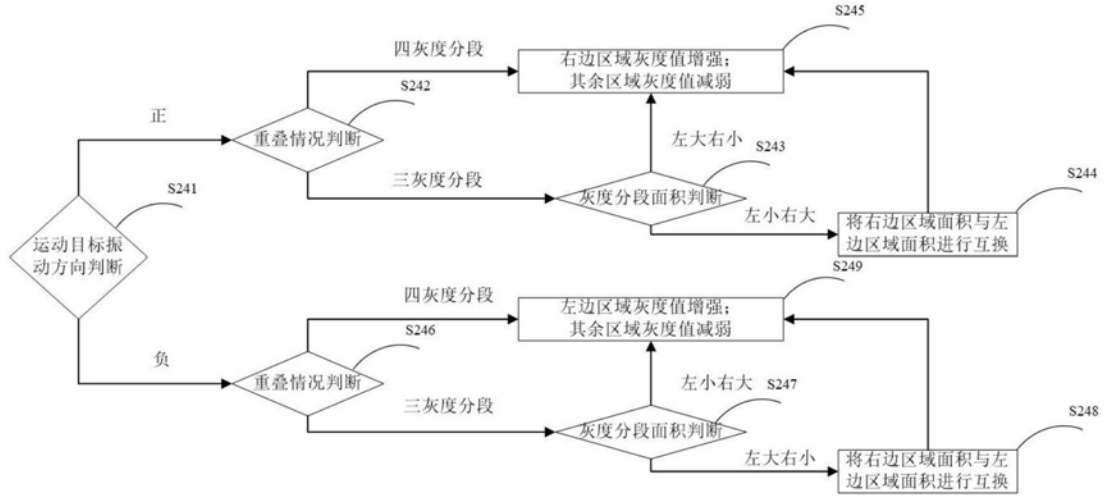 S245
四灰度分段
右边区域灰度值增强;
其余区域灰度值减弱
S242
正
重叠情况判断
左大右小
S243
S244
三灰度分段
灰度分段面积判断
S241
左小右大
将右边区域面积与左
边区域面积进行互换
运动目标振
动方向判断
S249
四灰度分段
左边区域灰度值增强;
其余区域灰度值减弱
S246
负
重叠情况判断
左小右大
S247
三灰度分段
灰度分段面积判断
S248
左大右小
将右边区域面积与左
边区域面积进行互换